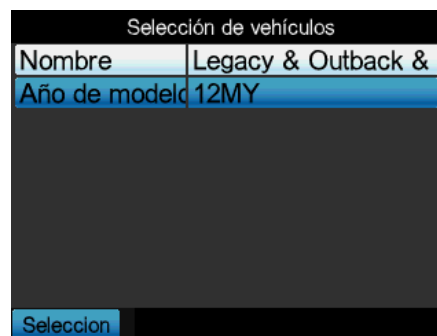 Selección de vehículos
Nombre Legacy & Outback &
Año de modelo 12MY
Seleccion